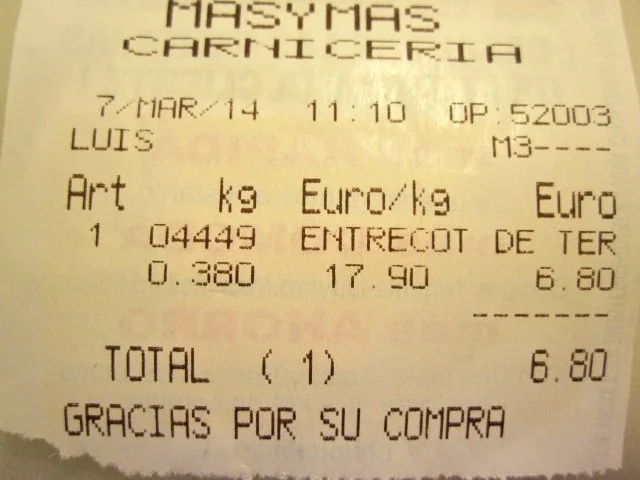 MASYMAS
CARNICERIA
7/MAR/14 11:10 OP:52003
LUIS M3----
Art kg Euro/kg Euro
1 04449 ENTRECOT DE TER
0.380 17.90 6.80
-------
TOTAL ( 1) 6.80
GRACIAS POR SU COMPRA